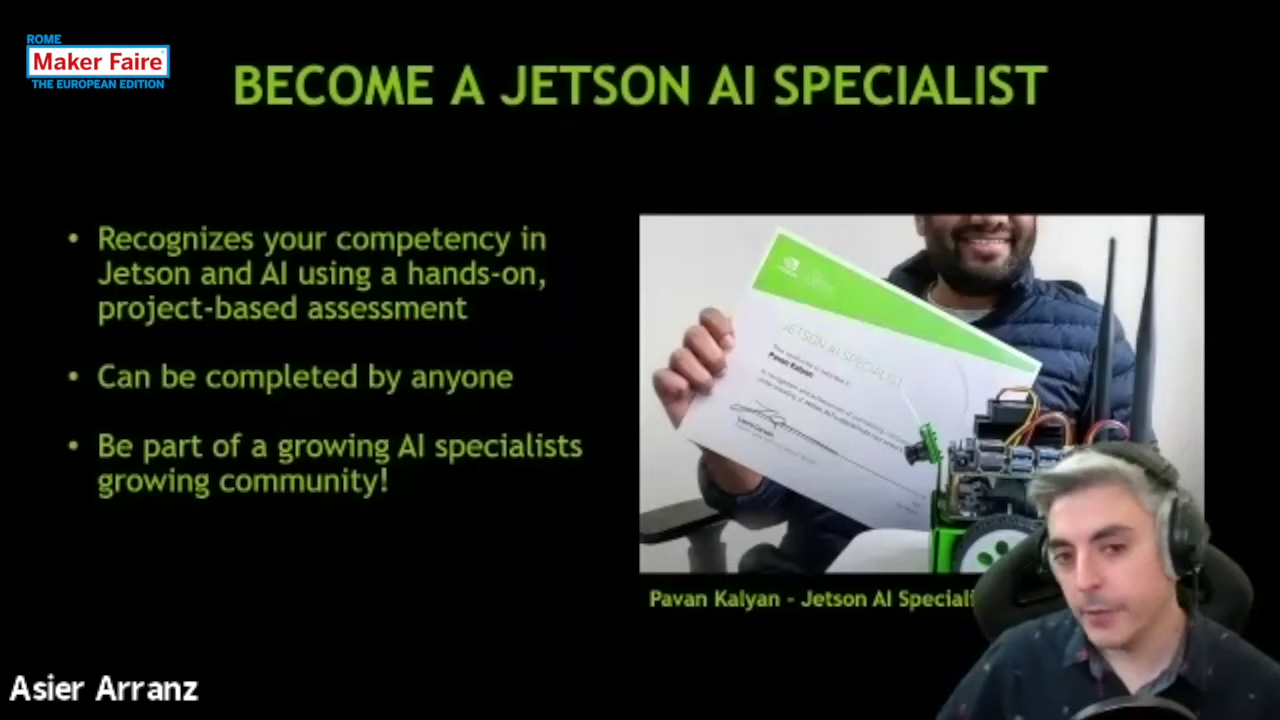 ROME
Maker Faire
THE EUROPEAN EDITION
BECOME A JETSON AI SPECIALIST
• Recognizes your competency in
Jetson and AI using a hands-on,
project-based assessment
• Can be completed by anyone
• Be part of a growing AI specialists
growing community!
JETSON AI SPECIALIST
Pavan Kalyan
Pavan Kalyan - Jetson AI Speciali
Asier Arranz